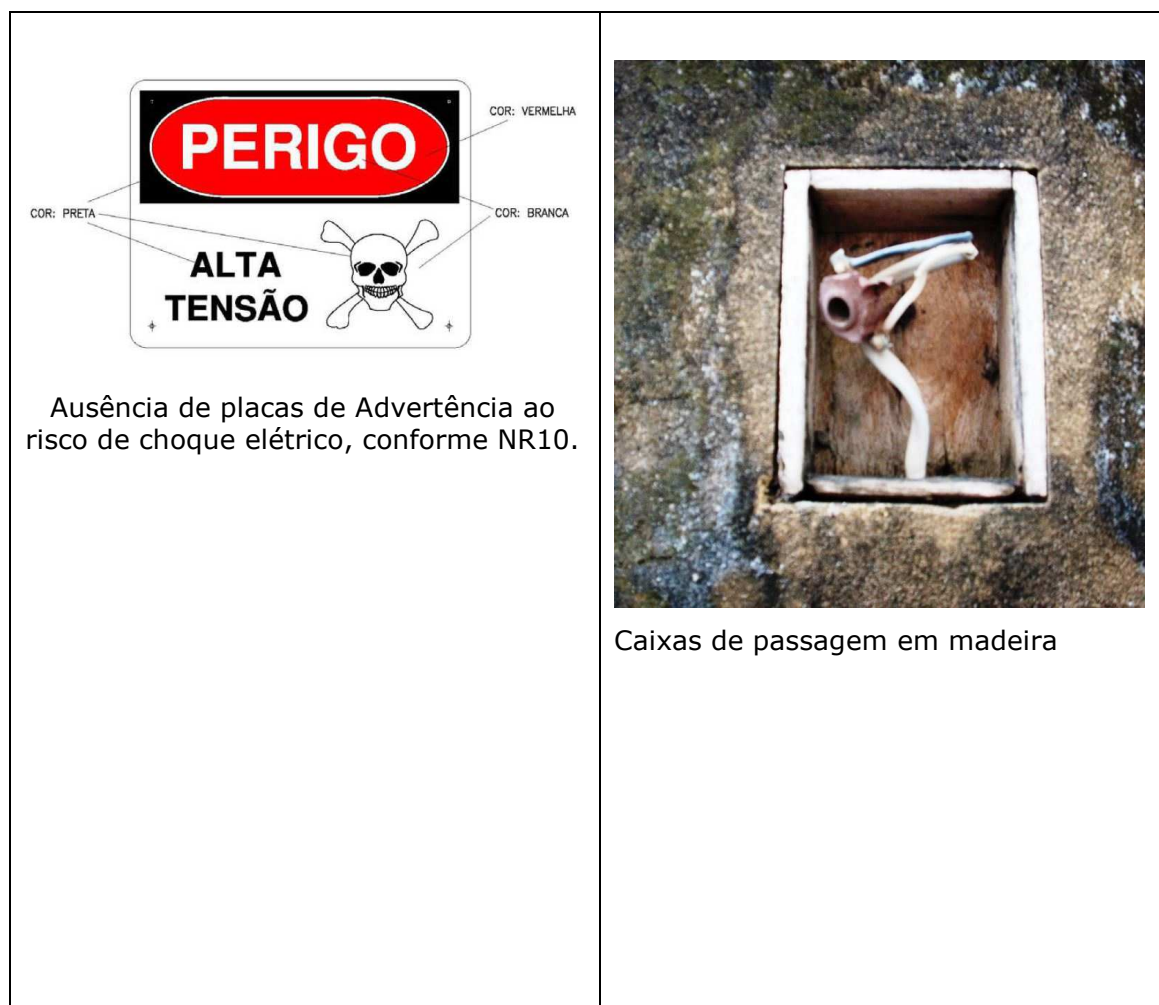 PERIGO
COR: VERMELHA
COR: PRETA
COR: BRANCA
ALTA
TENSÃO
Ausência de placas de Advertência ao
risco de choque elétrico, conforme NR10.
Caixas de passagem em madeira